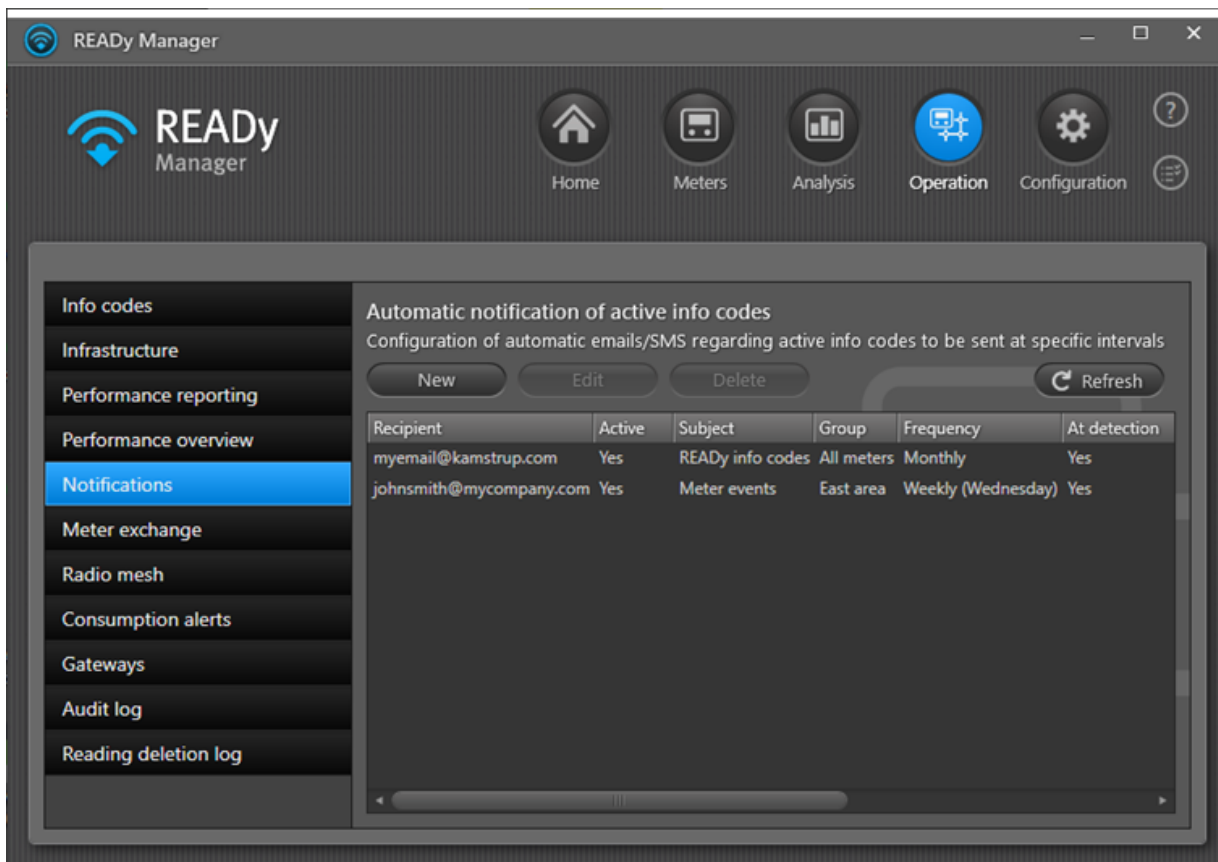 READy Manager
READy
Manager
Home Meters Analysis Operation Configuration
?
Info codes
Infrastructure
Performance reporting
Performance overview
Notifications
Meter exchange
Radio mesh
Consumption alerts
Gateways
Audit log
Reading deletion log
Automatic notification of active info codes
Configuration of automatic emails/SMS regarding active info codes to be sent at specific intervals
New Edit Delete Refresh
Recipient Active Subject Group Frequency At detection
myemail@kamstrup.com Yes READy info codes All meters Monthly Yes
johnsmith@mycompany.com Yes Meter events East area Weekly (Wednesday) Yes